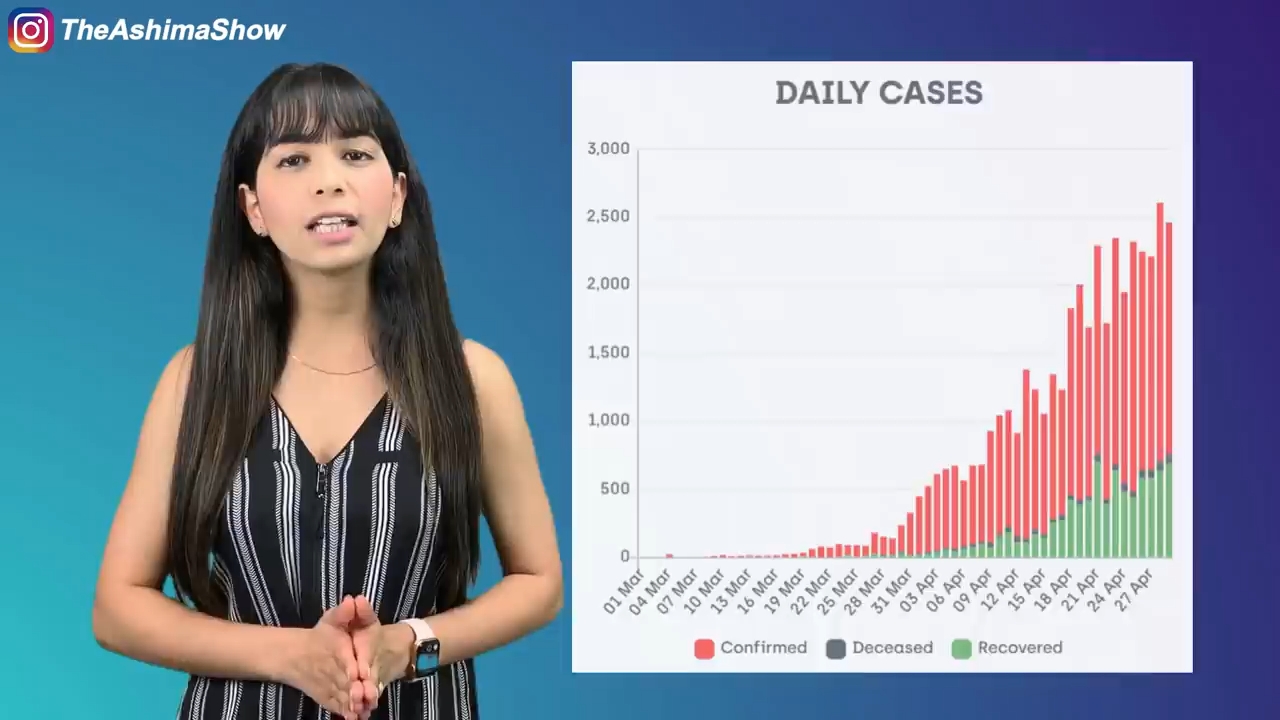 TheAshimaShow
DAILY CASES
3,000
2,500
2,000
1,500
1,000
500
0
01 Mar
04 Mar
07 Mar
10 Mar
13 Mar
16 Mar
19 Mar
22 Mar
25 Mar
28 Mar
31 Mar
03 Apr
06 Apr
09 Apr
12 Apr
15 Apr
18 Apr
21 Apr
24 Apr
27 Apr
Confirmed Deceased Recovered